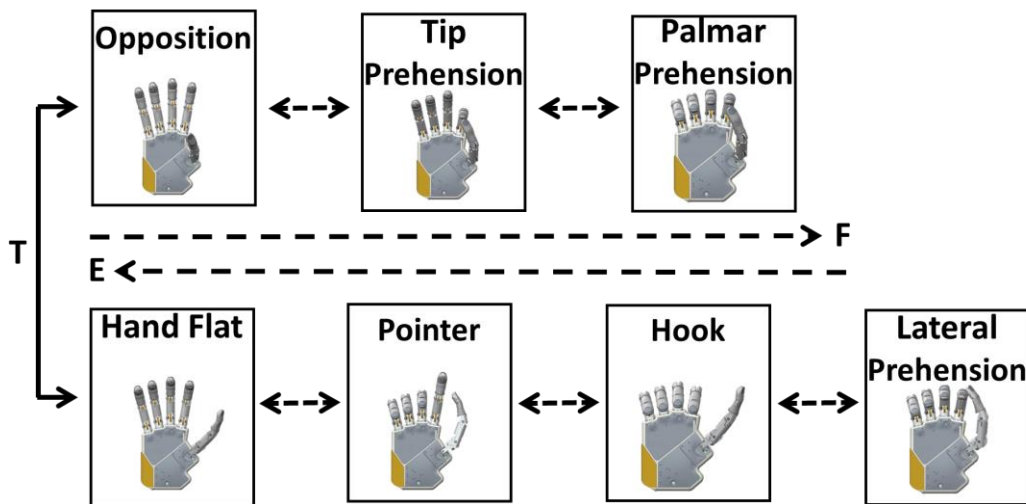 Opposition
Tip
Prehension
Palmar
Prehension
F
T
E
Hand Flat
Pointer
Hook
Lateral
Prehension